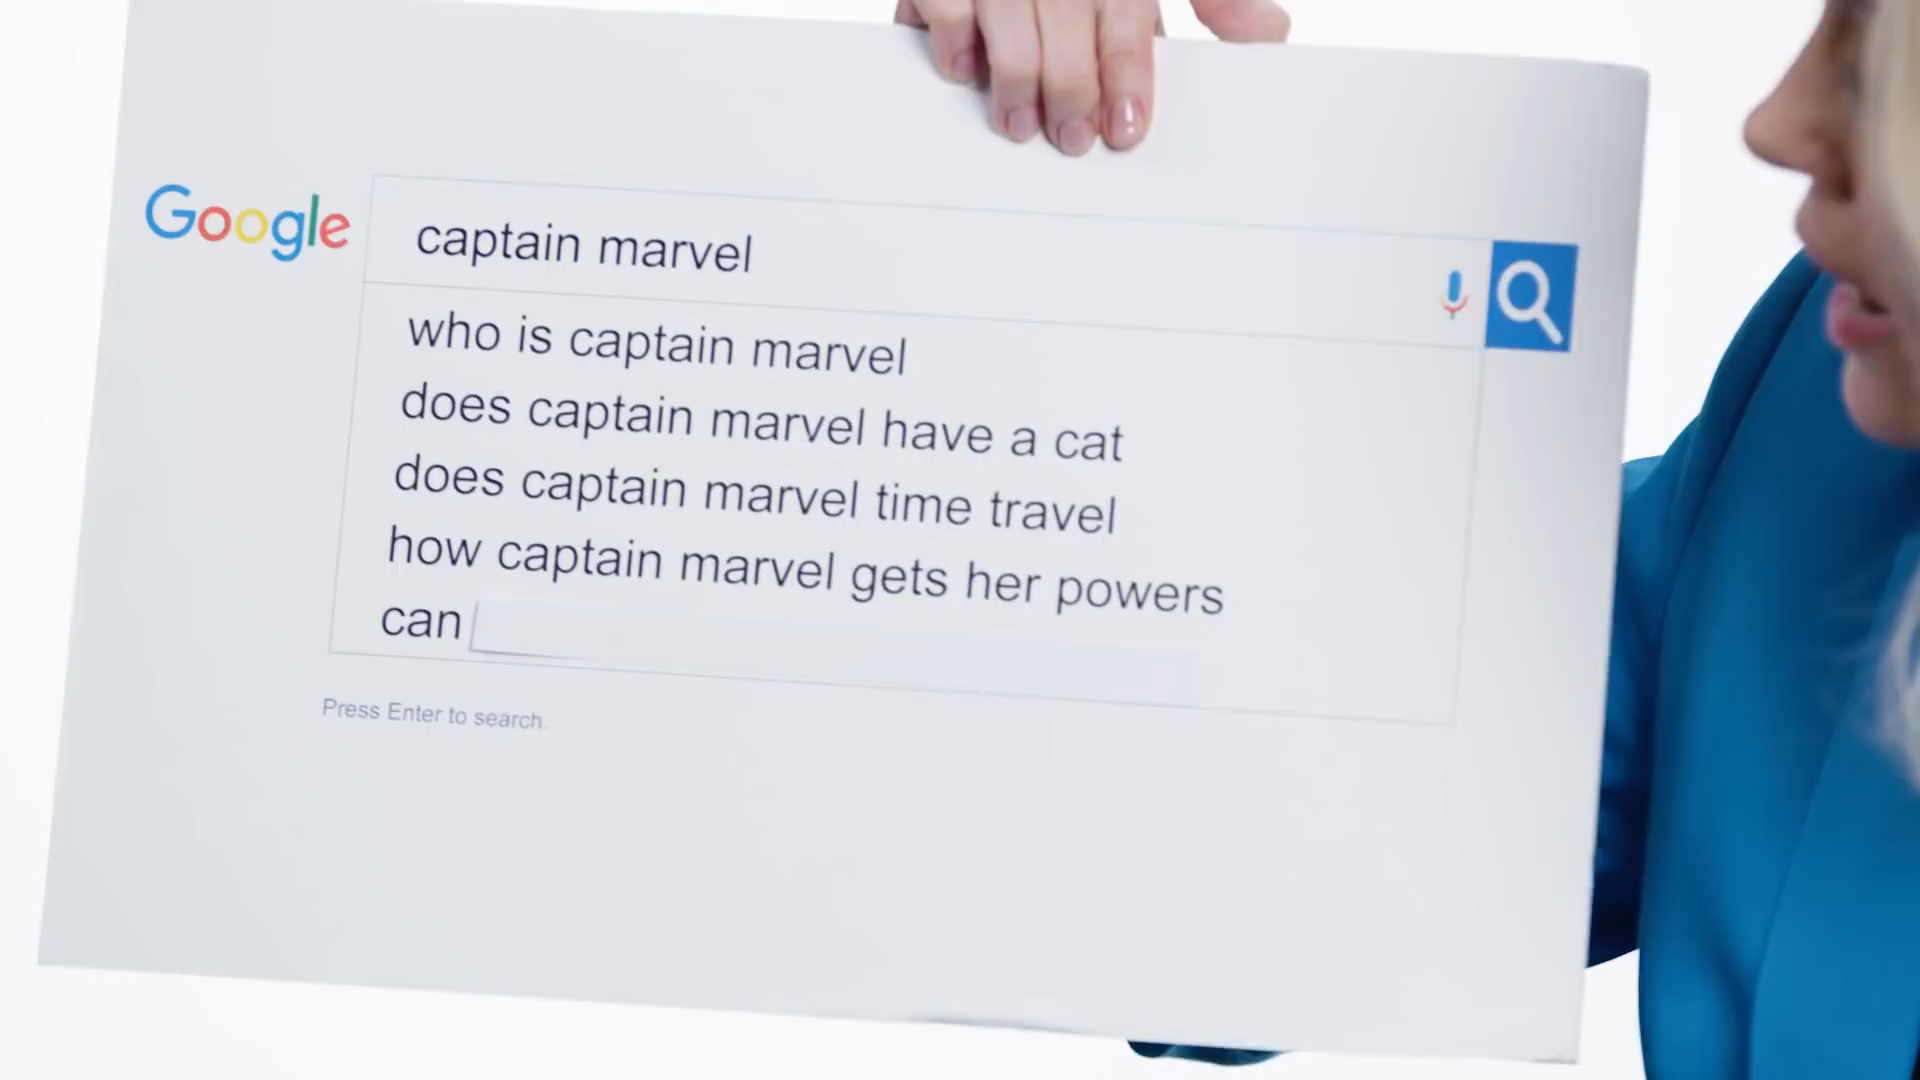 Google
captain marvel
who is captain marvel
does captain marvel have a cat
does captain marvel time travel
how captain marvel gets her powers
can
Press Enter to search.